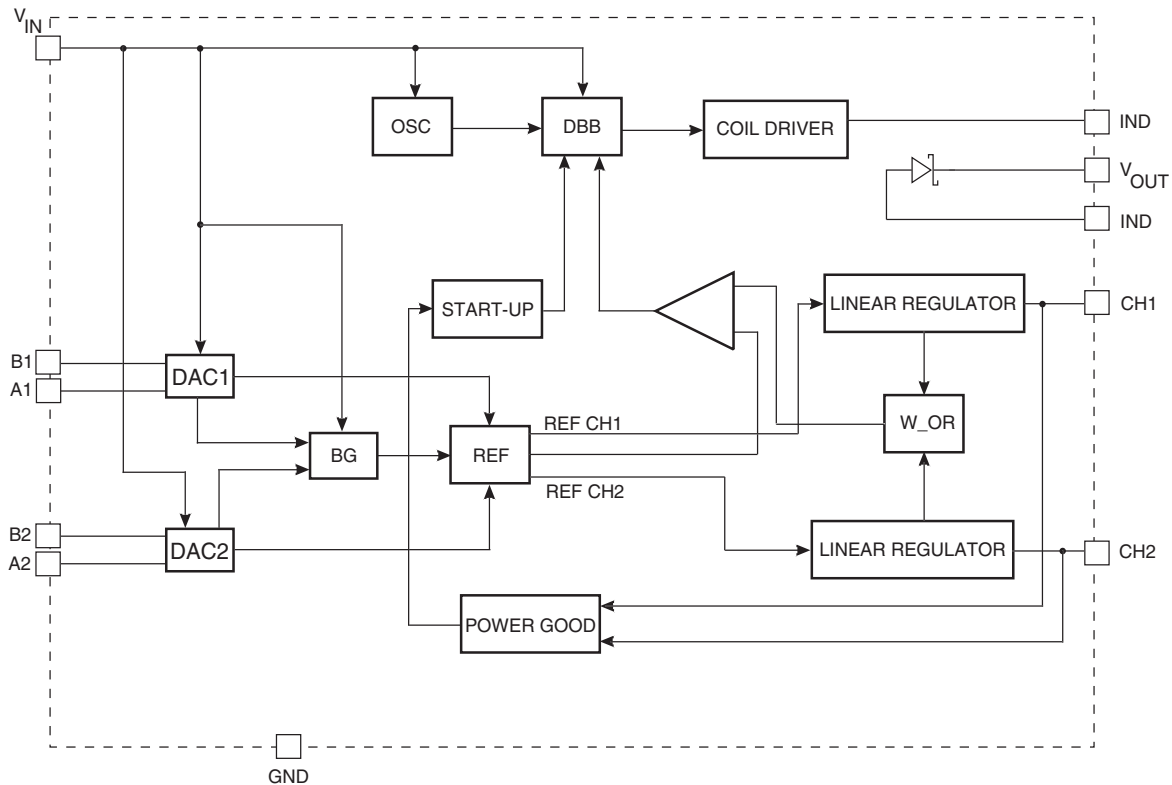 VIN
OSC
DBB
COIL DRIVER
IND
VOUT
IND
START-UP
LINEAR REGULATOR
CH1
B1
A1
DAC1
W_OR
REF CH1
BG
REF
REF CH2
B2
A2
DAC2
LINEAR REGULATOR
CH2
POWER GOOD
GND